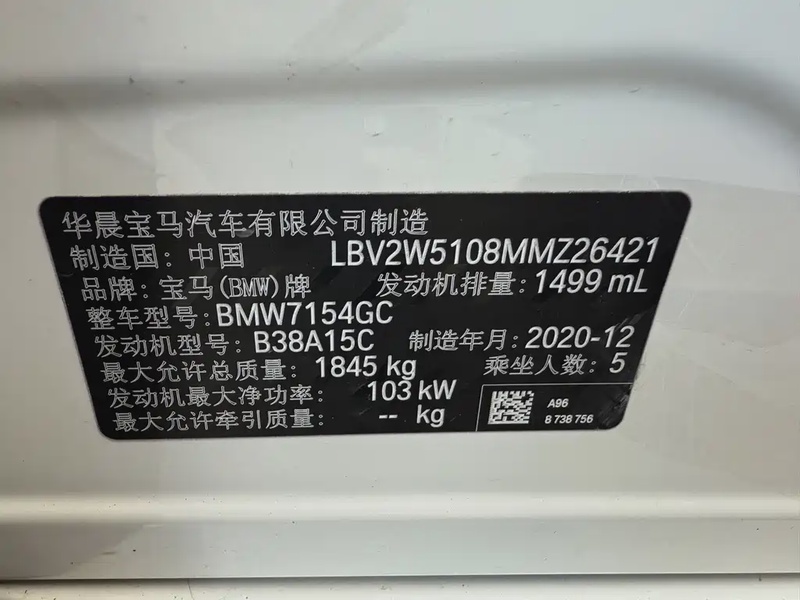 华晨宝马汽车有限公司制造
制造国: 中国 LBV2W5108MMZ26421
品牌: 宝马(BMW)牌 发动机排量: 1499 mL
整车型号: BMW7154GC
发动机型号: B38A15C 制造年月: 2020-12
最大允许总质量: 1845 kg 乘坐人数: 5
发动机最大净功率: 103 kW
最大允许牵引质量: -- kg
A96
8 738 756